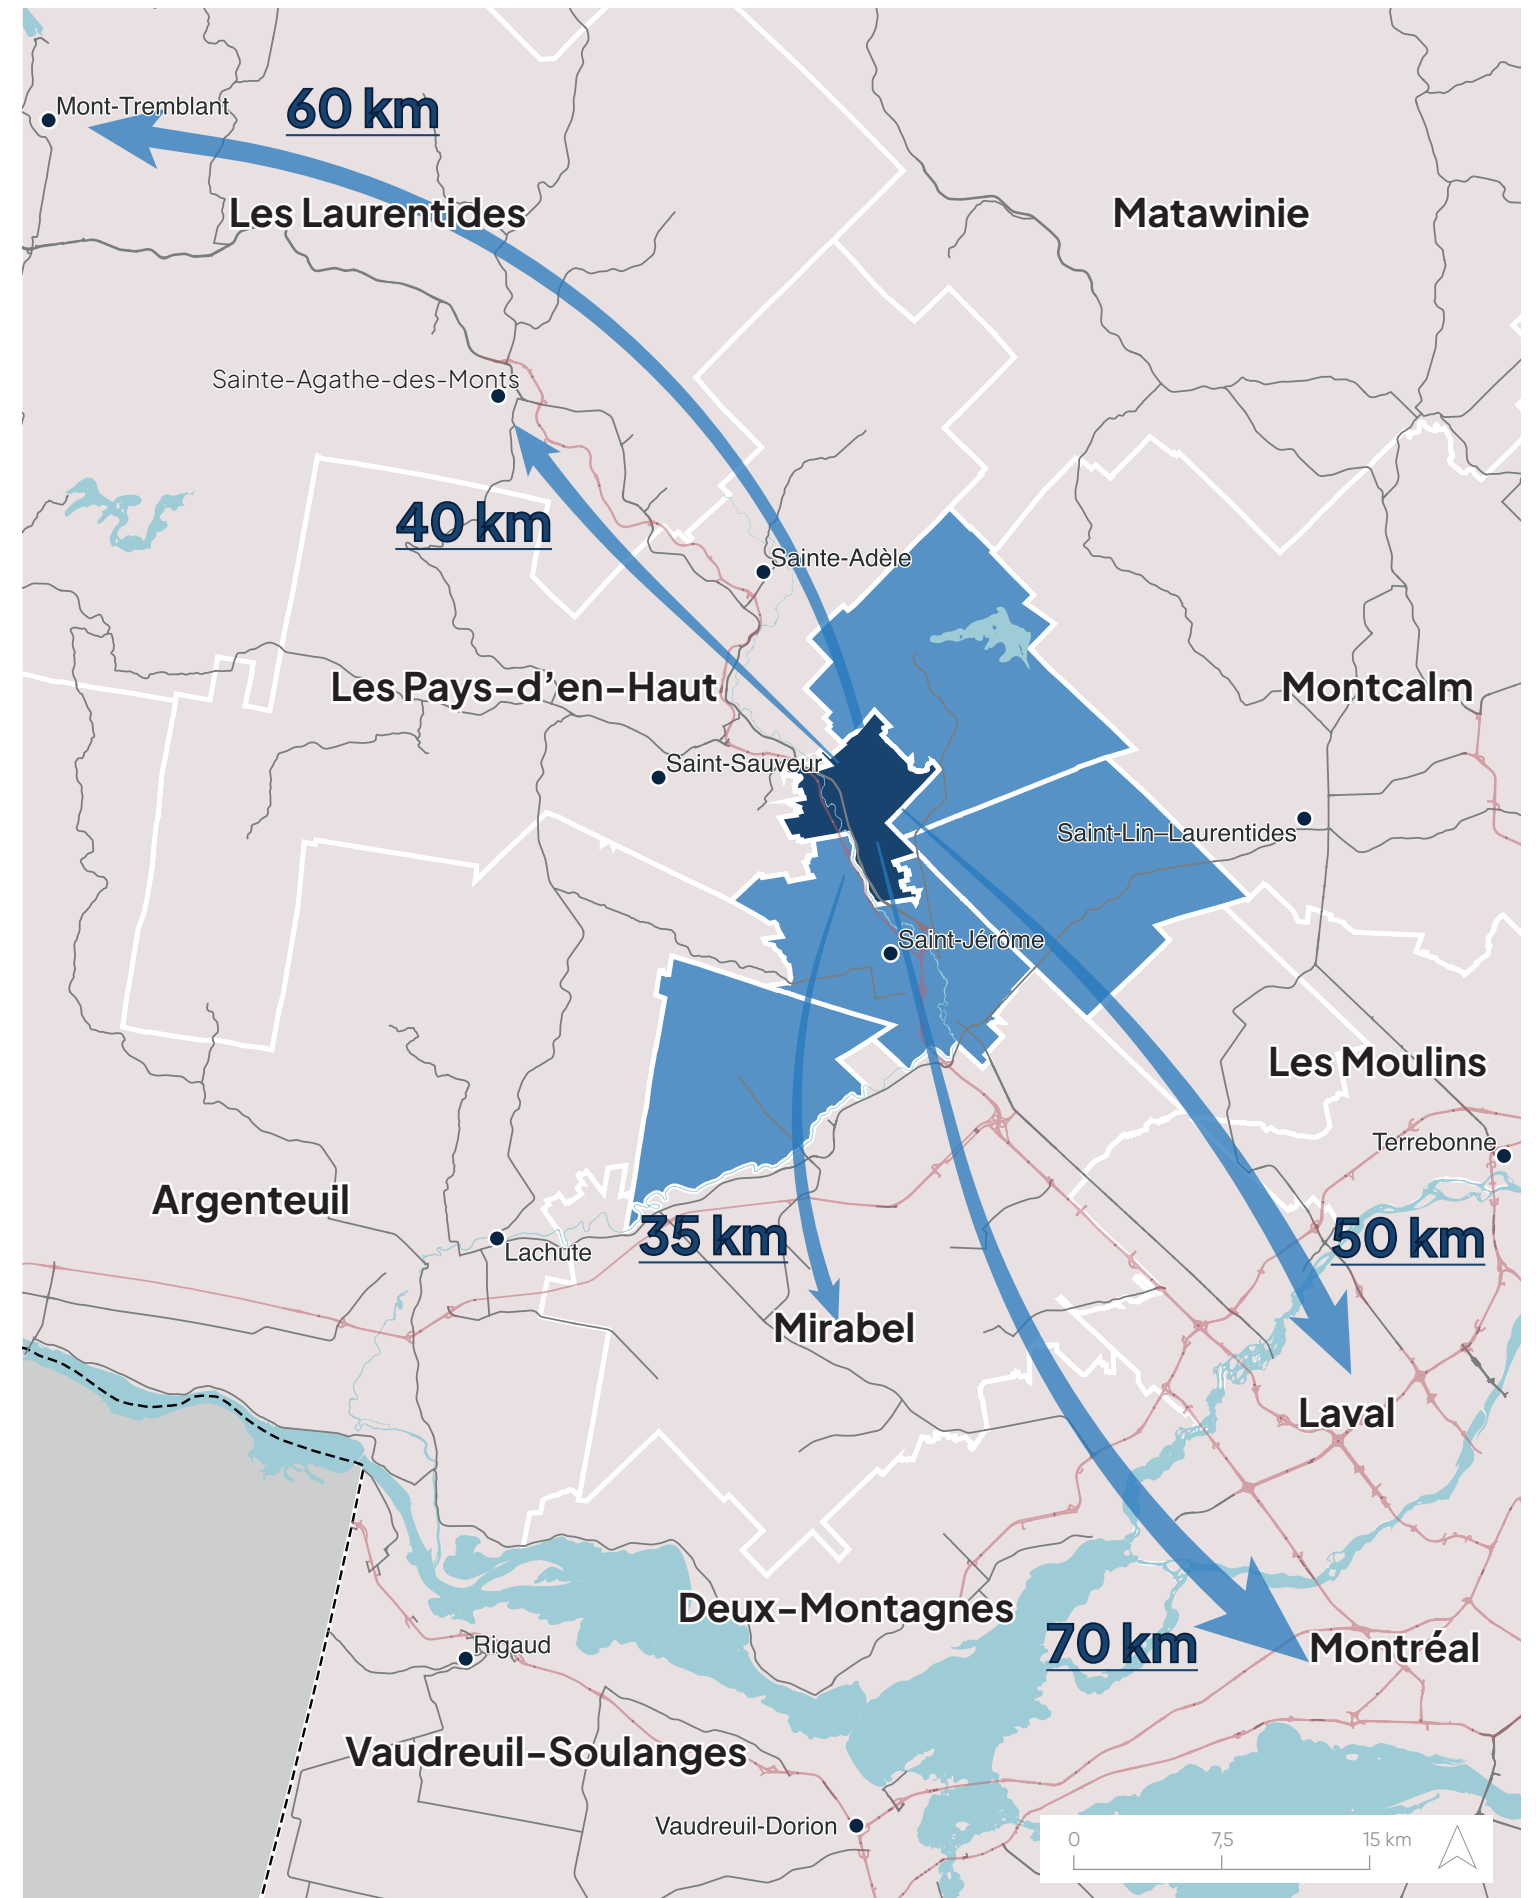 Mont-Tremblant
60 km
Les Laurentides
Matawinie
Sainte-Agathe-des-Monts
40 km
Sainte-Adèle
Les Pays-d’en-Haut
Montcalm
Saint-Sauveur
Saint-Lin–Laurentides
Saint-Jérôme
Les Moulins
Terrebonne
Argenteuil
Lachute
35 km
50 km
Mirabel
Laval
Deux-Montagnes
70 km
Montréal
Rigaud
Vaudreuil-Soulanges
Vaudreuil-Dorion
0 7,5 15 km